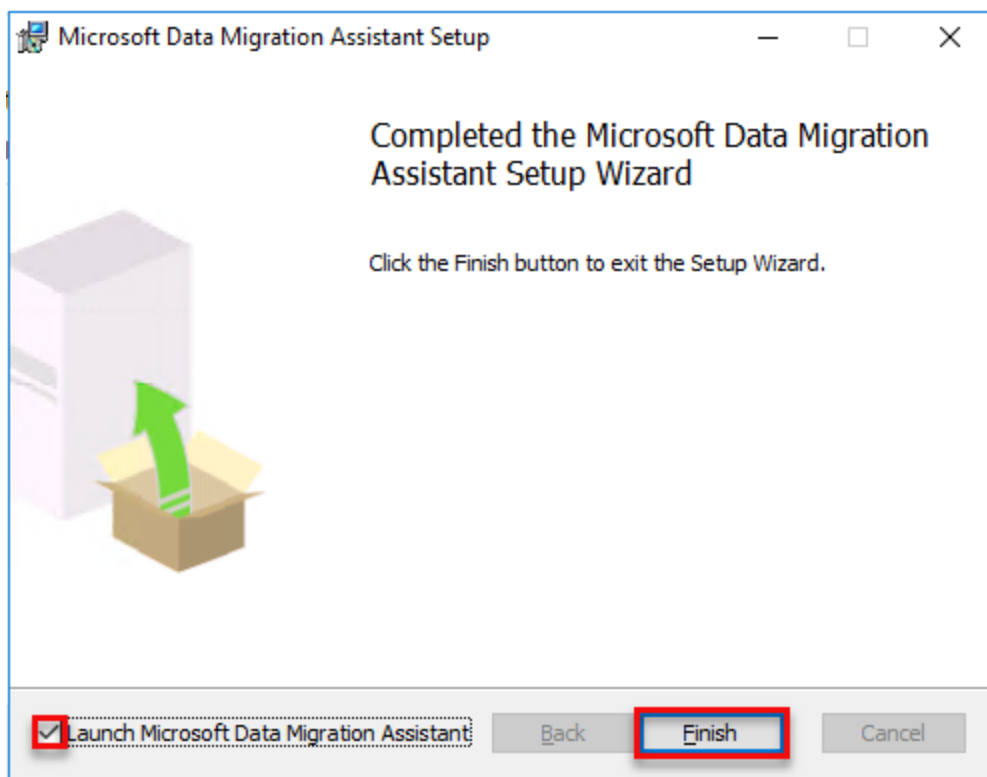 Microsoft Data Migration Assistant Setup
Completed the Microsoft Data Migration
Assistant Setup Wizard
Click the Finish button to exit the Setup Wizard.
Launch Microsoft Data Migration Assistant
Back
Finish
Cancel